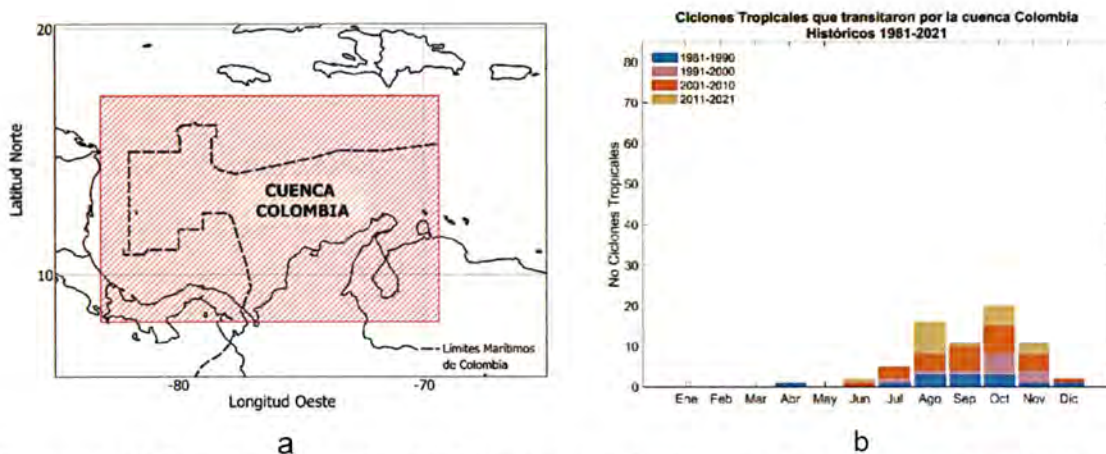 20
10
Latitud Norte
CUENCA
COLOMBIA
Límites Marítimos
de Colombia
-80
-70
Longitud Oeste
a
Ciclones Tropicales que transitaron por la cuenca Colombia
Históricos 1981-2021
1981-1990
1991-2000
2001-2010
2011-2021
No Ciclones Tropicales
80
70
60
50
40
30
20
10
0
Ene Feb Mar Abr May Jun Jul Ago Sep Oct Nov Dic
b